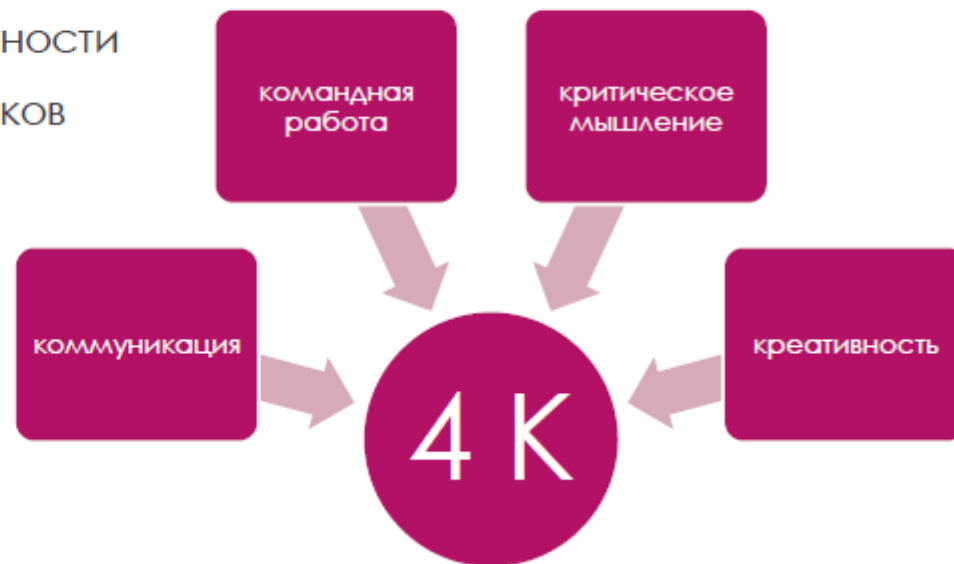 НОСТИ
КОВ
командная
работа
критическое
мышление
коммуникация
креативность
4 К